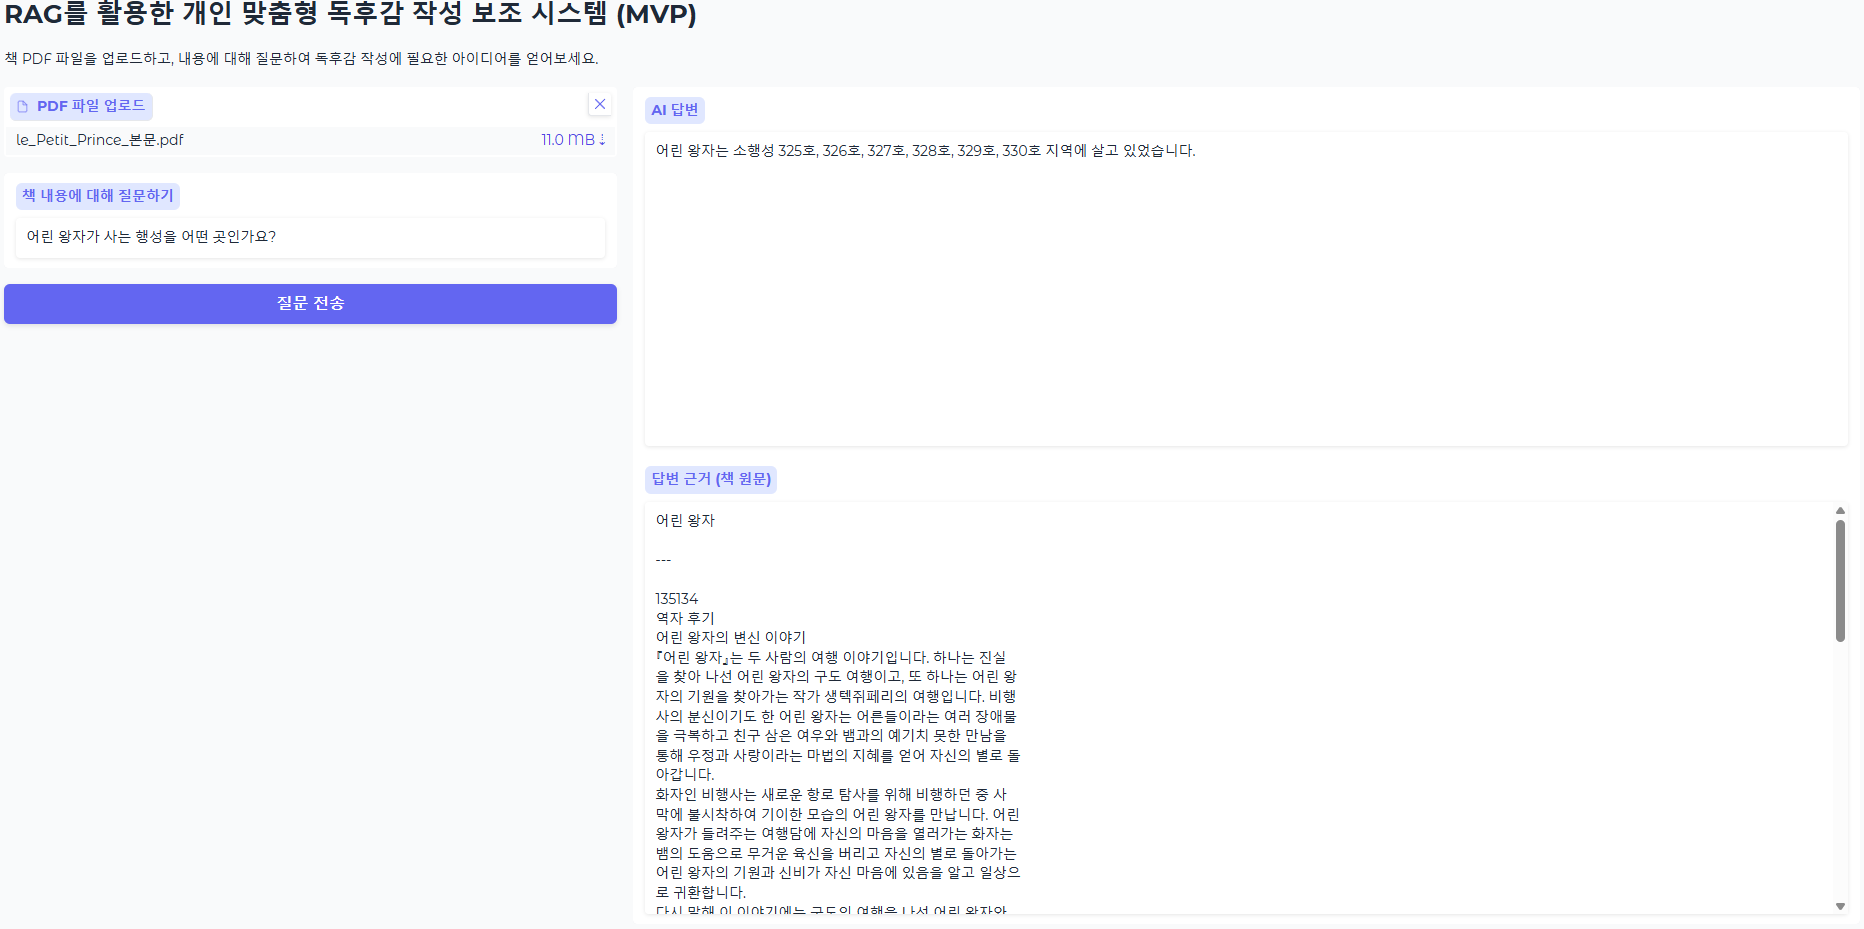 RAG를 활용한 개인 맞춤형 독후감 작성 보조 시스템 (MVP)
책 PDF 파일을 업로드하고, 내용에 대해 질문하여 독후감 작성에 필요한 아이디어를 얻어보세요.
PDF 파일 업로드
le_Petit_Prince_본문.pdf
11.0 MB ⇣
책 내용에 대해 질문하기
어린 왕자가 사는 행성을 어떤 곳인가요?
질문 전송
AI 답변
어린 왕자는 소행성 325호, 326호, 327호, 328호, 329호, 330호 지역에 살고 있었습니다.
답변 근거 (책 원문)
어린 왕자
---
135134
역자 후기
어린 왕자의 변신 이야기
『어린 왕자』는 두 사람의 여행 이야기입니다. 하나는 진실
을 찾아 나선 어린 왕자의 구도 여행이고, 또 하나는 어린 왕
자의 기원을 찾아가는 작가 생텍쥐페리의 여행입니다. 비행
사의 분신이기도 한 어린 왕자는 어른들이라는 여러 장애물
을 극복하고 친구 삼은 여우와 뱀과의 예기치 못한 만남을
통해 우정과 사랑이라는 마법의 지혜를 얻어 자신의 별로 돌
아갑니다.
화자인 비행사는 새로운 항로 탐사를 위해 비행하던 중 사
막에 불시착하여 기이한 모습의 어린 왕자를 만납니다. 어린
왕자가 들려주는 여행담에 자신의 마음을 열러가는 화자는
뱀의 도움으로 무거운 육신을 버리고 자신의 별로 돌아가는
어린 왕자의 기원과 신비가 자신 마음에 있음을 알고 일상으
로 귀환합니다.
다시 말해 이 이야기에는 구도의 여행을 나선 어린 왕자와